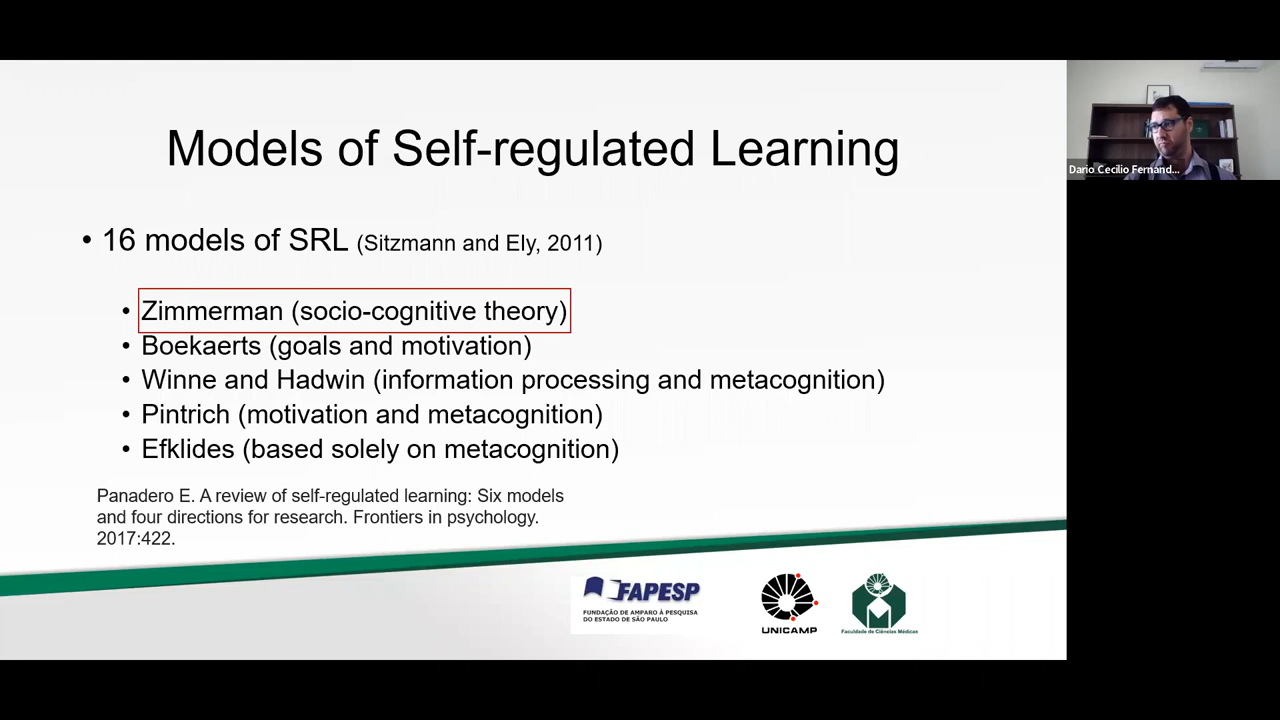 Models of Self-regulated Learning
• 16 models of SRL (Sitzmann and Ely, 2011)
• Zimmerman (socio-cognitive theory)
• Boekaerts (goals and motivation)
• Winne and Hadwin (information processing and metacognition)
• Pintrich (motivation and metacognition)
• Efklides (based solely on metacognition)
Panadero E. A review of self-regulated learning: Six models
and four directions for research. Frontiers in psychology.
2017:422.
FAPESP
FUNDAÇÃO DE AMPARO À PESQUISA
DO ESTADO DE SÃO PAULO
UNICAMP
Faculdade de Ciências Médicas
Dario Cecilio Fernand...